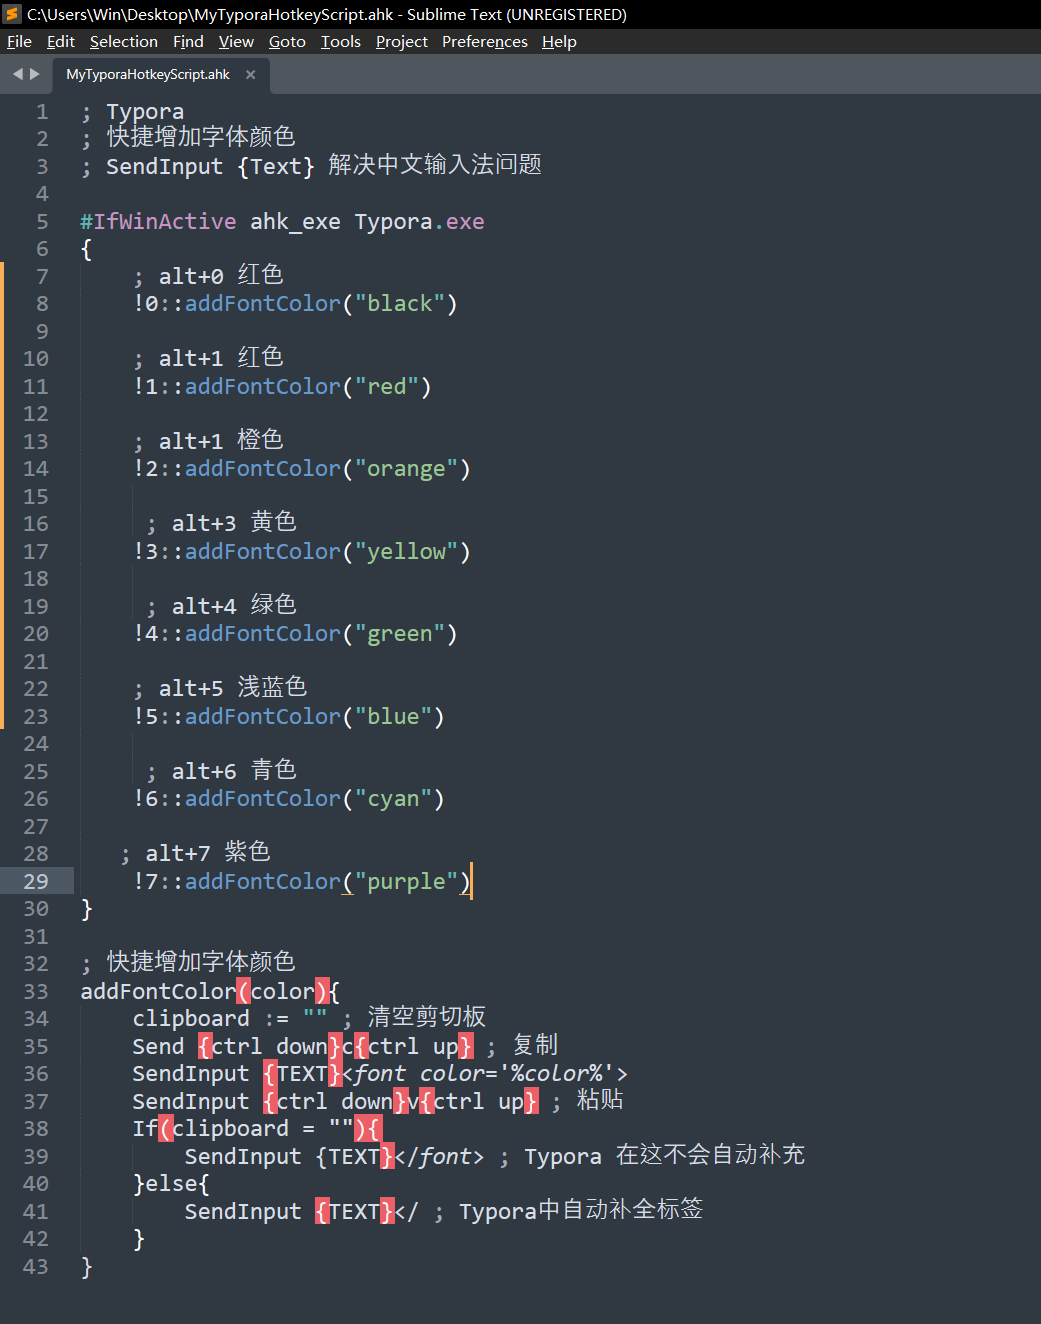 C:\Users\Win\Desktop\MyTyporaHotkeyScript.ahk - Sublime Text (UNREGISTERED)
File Edit Selection Find View Goto Tools Project Preferences Help
MyTyporaHotkeyScript.ahk ×
1 ; Typora
2 ; 快捷增加字体颜色
3 ; SendInput {Text} 解决中文输入法问题
4
5 #IfWinActive ahk_exe Typora.exe
6 {
7 ; alt+0 红色
8 !0::addFontColor("black")
9
10 ; alt+1 红色
11 !1::addFontColor("red")
12
13 ; alt+1 橙色
14 !2::addFontColor("orange")
15
16 ; alt+3 黄色
17 !3::addFontColor("yellow")
18
19 ; alt+4 绿色
20 !4::addFontColor("green")
21
22 ; alt+5 浅蓝色
23 !5::addFontColor("blue")
24
25 ; alt+6 青色
26 !6::addFontColor("cyan")
27
28 ; alt+7 紫色
29 !7::addFontColor("purple")
30 }
31
32 ; 快捷增加字体颜色
33 addFontColor(color){
34 clipboard := "" ; 清空剪切板
35 Send {ctrl down}c{ctrl up} ; 复制
36 SendInput {TEXT}<font color='%color%'>
37 SendInput {ctrl down}v{ctrl up} ; 粘贴
38 If(clipboard = ""){
39 SendInput {TEXT}</font> ; Typora 在这不会自动补充
40 }else{
41 SendInput {TEXT}</ ; Typora中自动补全标签
42 }
43 }